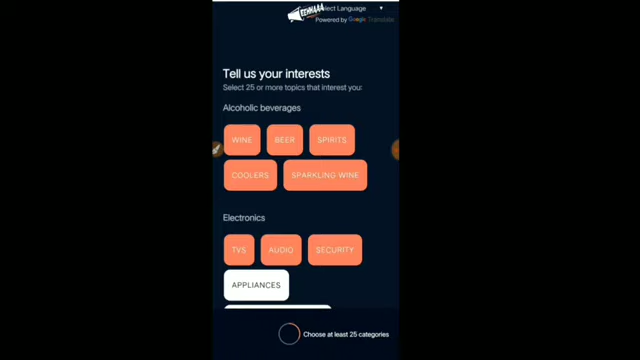 EEHHAAA
Select Language ▼
Powered by Google Translate
Tell us your interests
Select 25 or more topics that interest you:
Alcoholic beverages
WINE BEER SPIRITS
COOLERS SPARKLING WINE
Electronics
TVS AUDIO SECURITY
APPLIANCES
Choose at least 25 categories